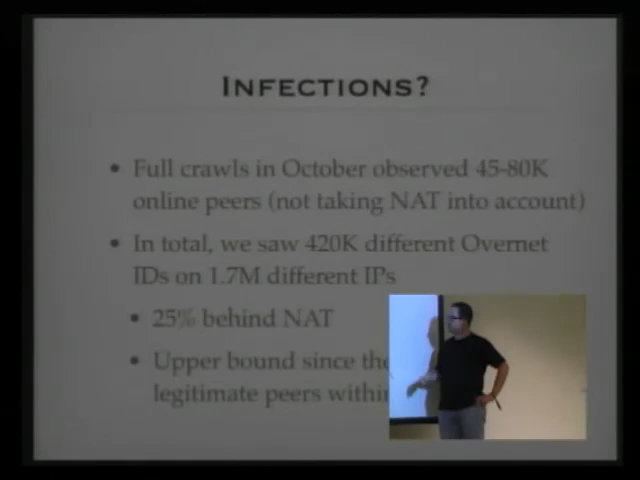 INFECTIONS?
• Full crawls in October observed 45-80K
online peers (not taking NAT into account)
• In total, we saw 420K different Overnet
IDs on 1.7M different IPs
• 25% behind NAT
• Upper bound since the
legitimate peers within